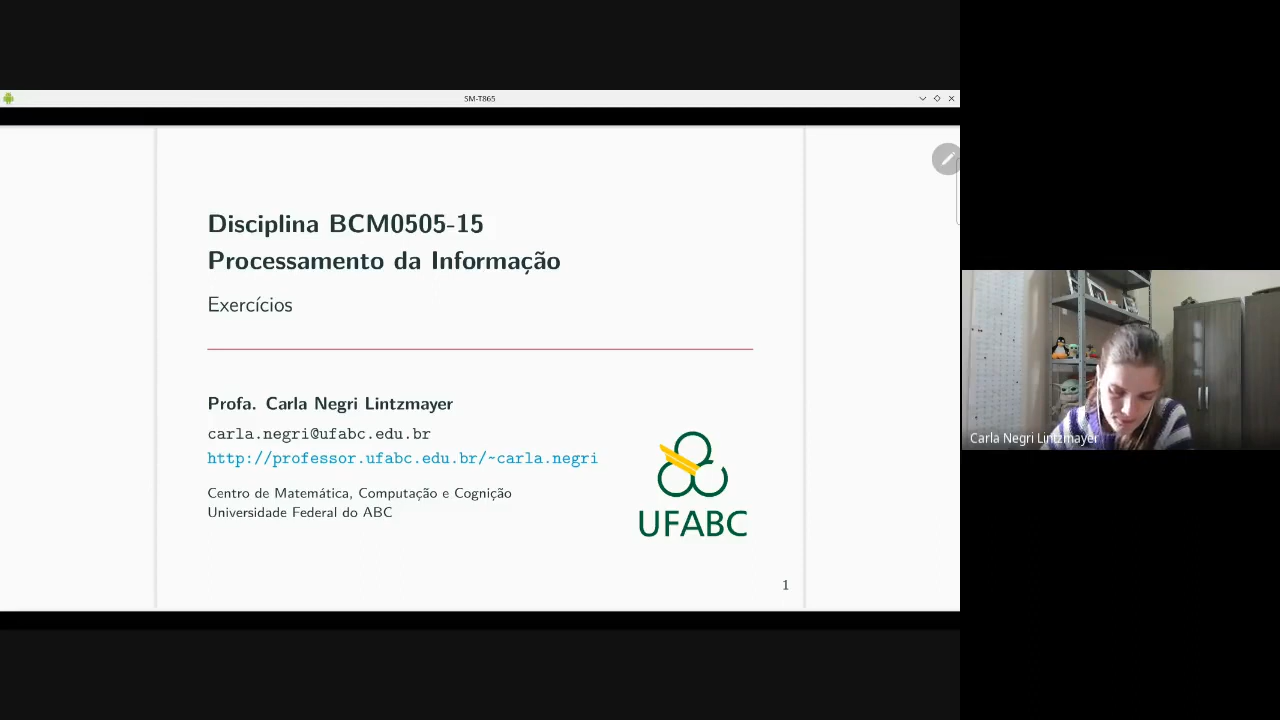 SM-T865
Disciplina BCM0505-15
Processamento da Informação
Exercícios
Profa. Carla Negri Lintzmayer
carla.negri@ufabc.edu.br
http://professor.ufabc.edu.br/~carla.negri
Centro de Matemática, Computação e Cognição
Universidade Federal do ABC
UFABC
1
Carla Negri Lintzmayer